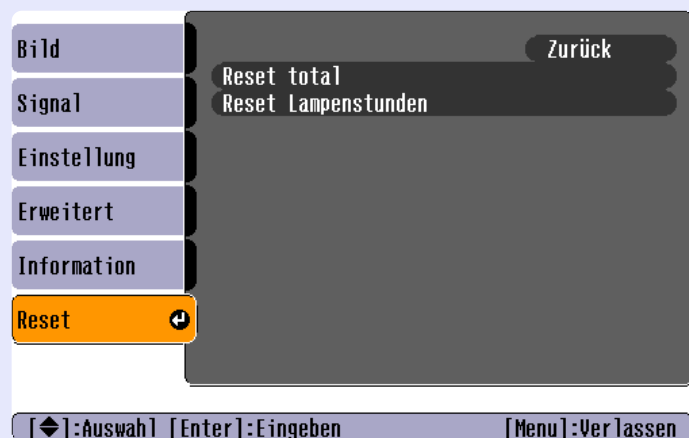 Bild
Signal
Einstellung
Erweitert
Information
Reset
Zurück
Reset total
Reset Lampenstunden
[◆]:Auswahl [Enter]:Eingeben [Menu]:Verlassen